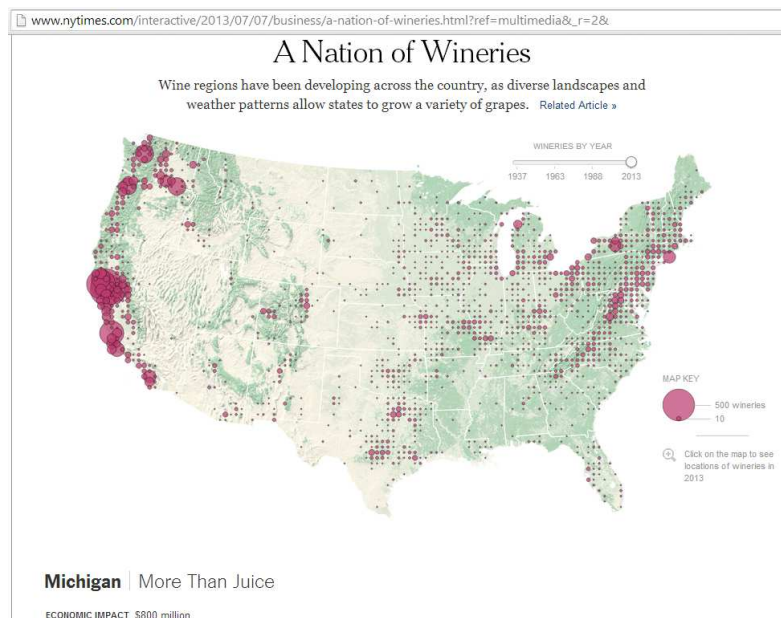 www.nytimes.com/interactive/2013/07/07/business/a-nation-of-wineries.html?ref=multimedia&_r=2&
A Nation of Wineries
Wine regions have been developing across the country, as diverse landscapes and
weather patterns allow states to grow a variety of grapes. Related Article »
WINERIES BY YEAR
1937 1963 1988 2013
MAP KEY
500 wineries
10
Click on the map to see
locations of wineries in
2013
Michigan | More Than Juice
ECONOMIC IMPACT $800 million